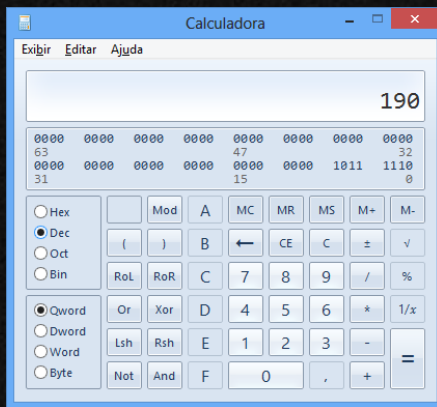 Calculadora
Exibir Editar Ajuda
190
0000 0000 0000 0000 0000 0000 0000 0000
63 47 32
0000 0000 0000 0000 0000 0000 1011 1110
31 15 0
Hex Mod A MC MR MS M+ M-
Dec ( ) B ← CE C ± √
Oct
Bin RoL RoR C 7 8 9 / %
Qword Or Xor D 4 5 6 * 1/x
Dword
Word Lsh Rsh E 1 2 3 - =
Byte Not And F 0 , +